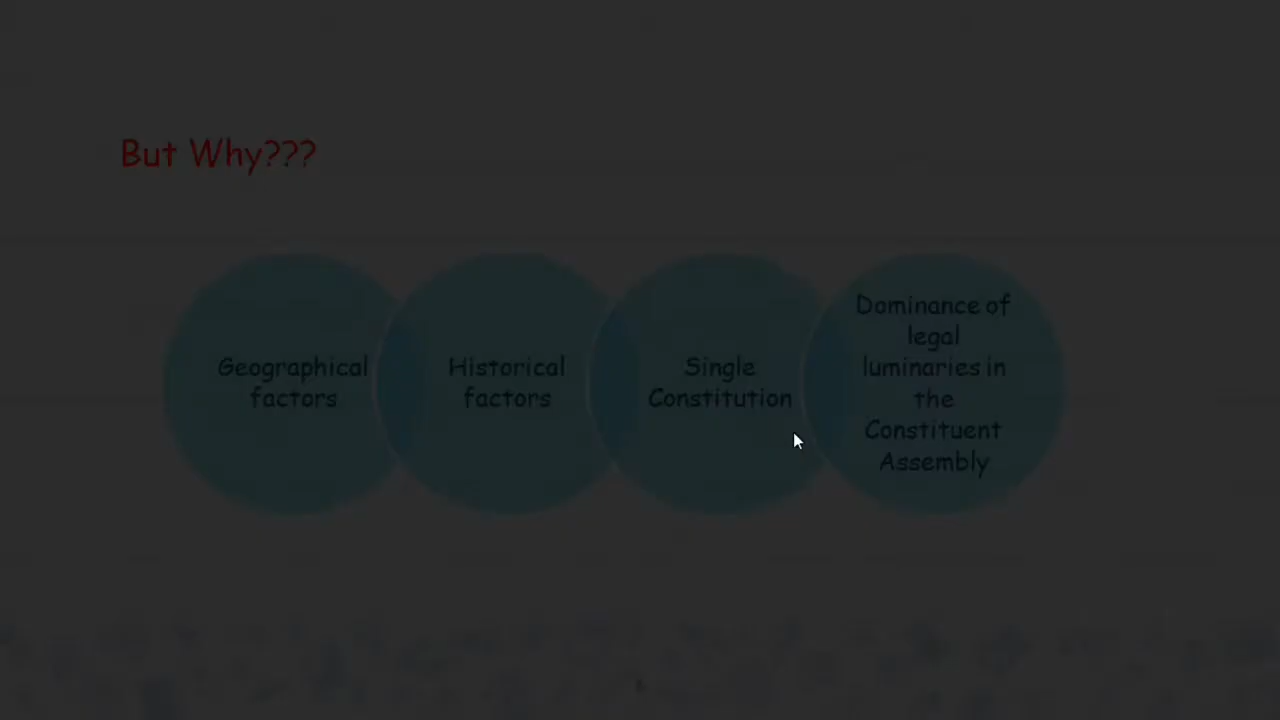 But Why???
Geographical
factors
Historical
factors
Single
Constitution
Dominance of
legal
luminaries in
the
Constituent
Assembly